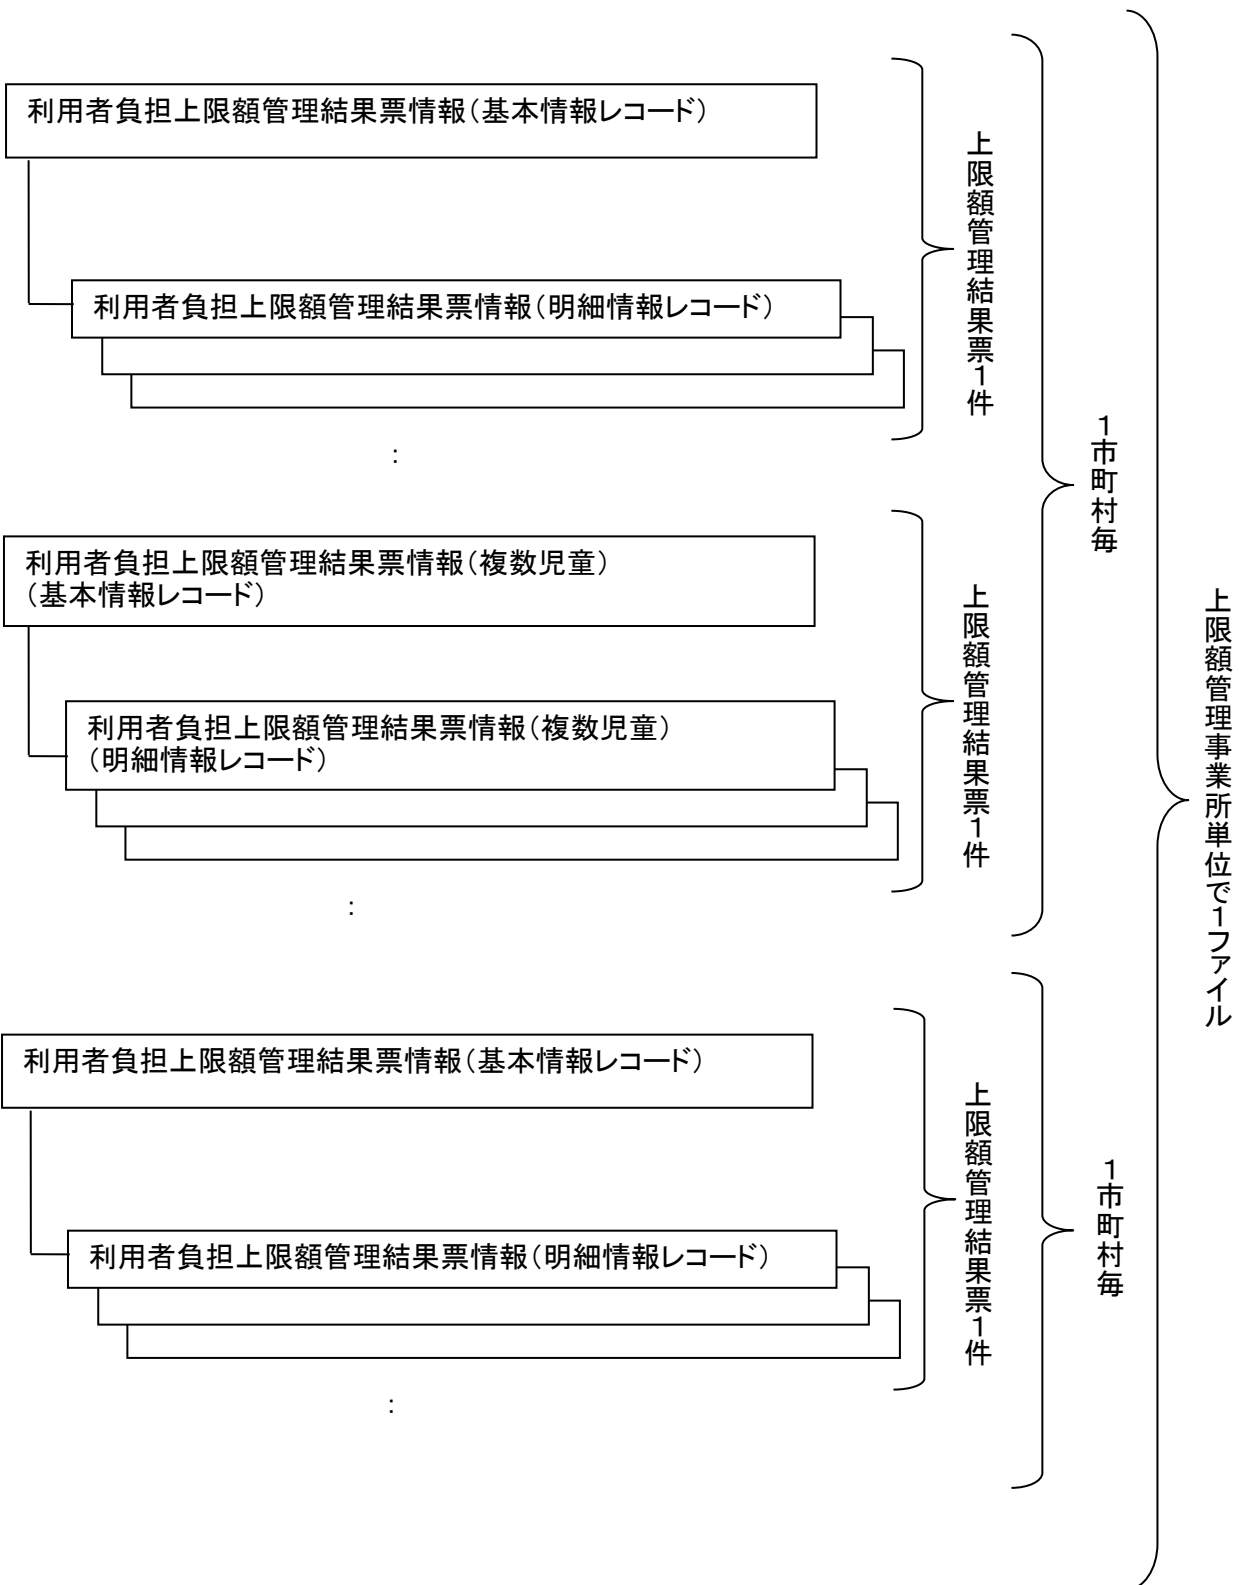 利用者負担上限額管理結果票情報（基本情報レコード）
利用者負担上限額管理結果票情報（明細情報レコード）
：
上限額管理結果票１件
利用者負担上限額管理結果票情報（複数児童）
（基本情報レコード）
利用者負担上限額管理結果票情報（複数児童）
（明細情報レコード）
：
上限額管理結果票１件
１市町村毎
利用者負担上限額管理結果票情報（基本情報レコード）
利用者負担上限額管理結果票情報（明細情報レコード）
：
上限額管理結果票１件
１市町村毎
上限額管理事業所単位で１ファイル